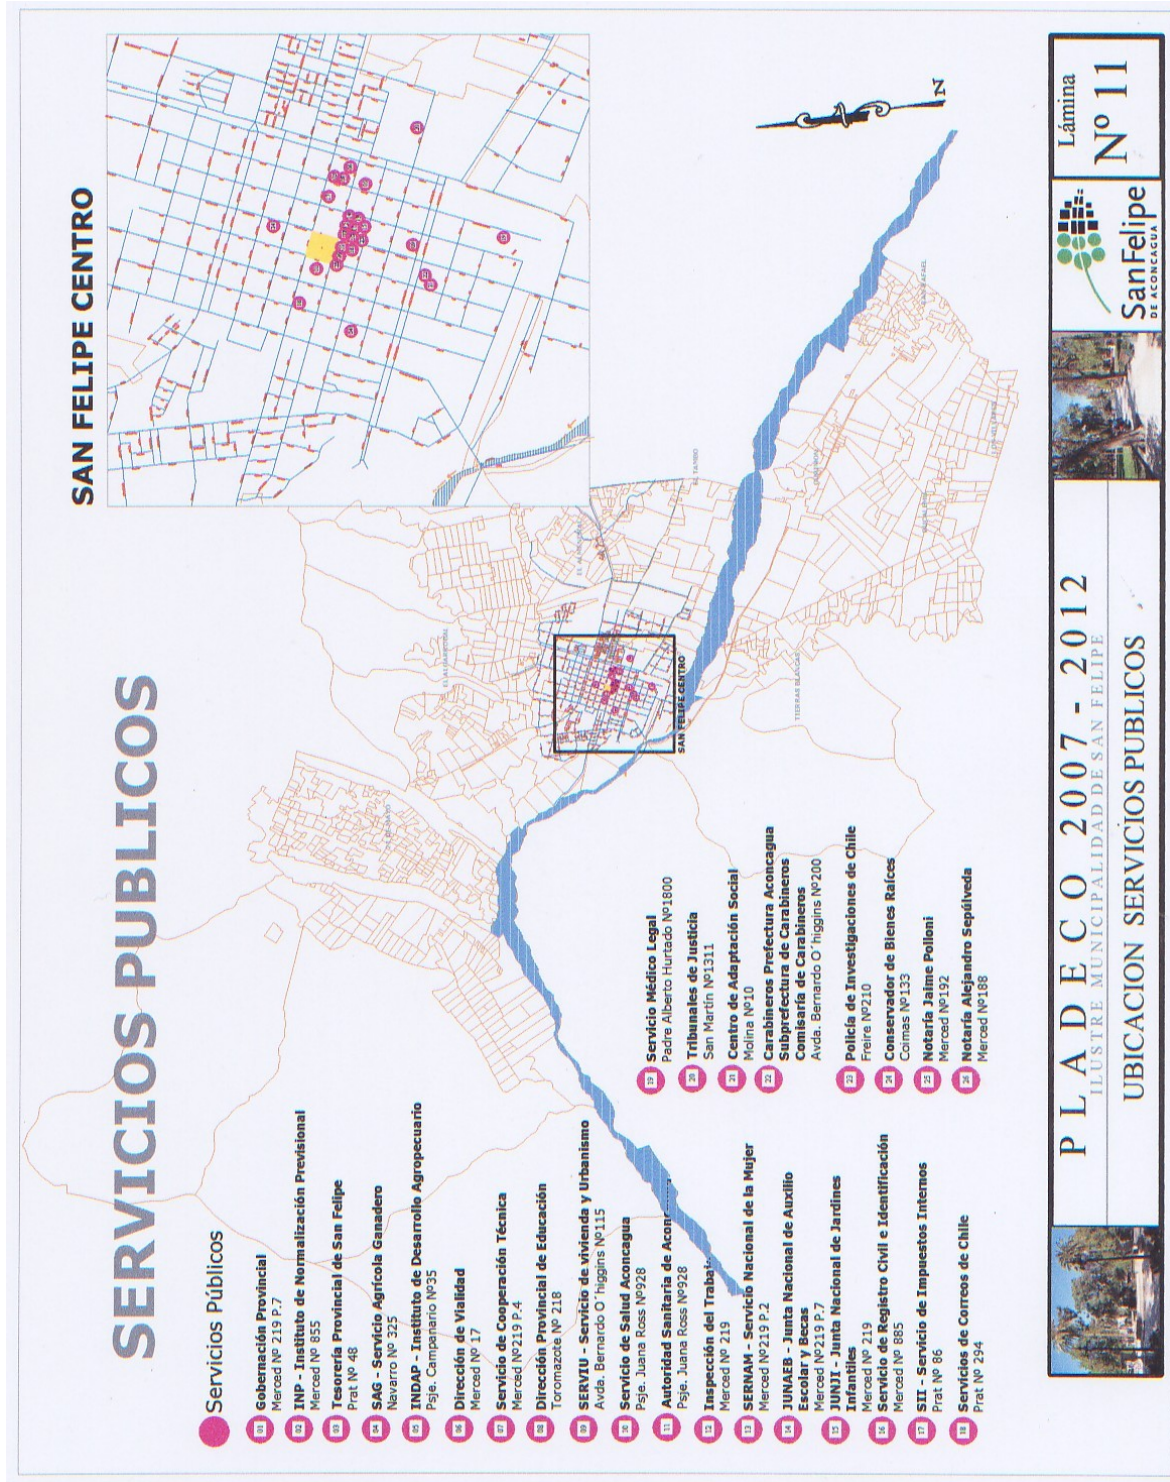 SERVICIOS PUBLICOS
SAN FELIPE CENTRO
Servicios Públicos
01 Gobernación Provincial
Merced Nº 219 P.7
02 INP - Instituto de Normalización Previsional
Merced Nº 855
03 Tesorería Provincial de San Felipe
Prat Nº 48
04 SAG - Servicio Agrícola Ganadero
Navarro Nº 325
05 INDAP - Instituto de Desarrollo Agropecuario
Psje. Campanario Nº35
06 Dirección de Vialidad
Merced Nº 17
07 Servicio de Cooperación Técnica
Merced Nº219 P.4
08 Dirección Provincial de Educación
Toromazote Nº 218
09 SERVIU - Servicio de vivienda y Urbanismo
Avda. Bernardo O´higgins Nº115
10 Servicio de Salud Aconcagua
Psje. Juana Ross Nº928
11 Autoridad Sanitaria de Acon
Psje. Juana Ross Nº928
12 Inspección del Trabaj
Merced Nº 219
13 SERNAM - Servicio Nacional de la Mujer
Merced Nº219 P.2
14 JUNAEB - Junta Nacional de Auxilio
Escolar y Becas
Merced Nº219 P.7
15 JUNJI - Junta Nacional de Jardines
Infantiles
Merced Nº 219
16 Servicio de Registro Civil e Identificación
Merced Nº 885
17 SII - Servicio de Impuestos Internos
Prat Nº 86
18 Servicios de Correos de Chile
Prat Nº 294
19 Servicio Médico Legal
Padre Alberto Hurtado Nº1800
20 Tribunales de Justicia
San Martín Nº1311
21 Centro de Adaptación Social
Molina Nº10
22 Carabineros Prefectura Aconcagua
Subprefectura de Carabineros
Comisaría de Carabineros
Avda. Bernardo O´higgins Nº200
23 Policía de Investigaciones de Chile
Freire Nº210
24 Conservador de Bienes Raíces
Coimas Nº133
25 Notaría Jaime Polloni
Merced Nº192
26 Notaría Alejandro Sepúlveda
Merced Nº188
EL ALMENDRAL
EL TAMBO
TIERRAS BLANCAS
SAN FELIPE CENTRO
N
PLADECO 2007 - 2012
ILUSTRE MUNICIPALIDAD DE SAN FELIPE
UBICACION SERVICIOS PUBLICOS
SanFelipe
DE ACONCAGUA
Lámina
Nº 11